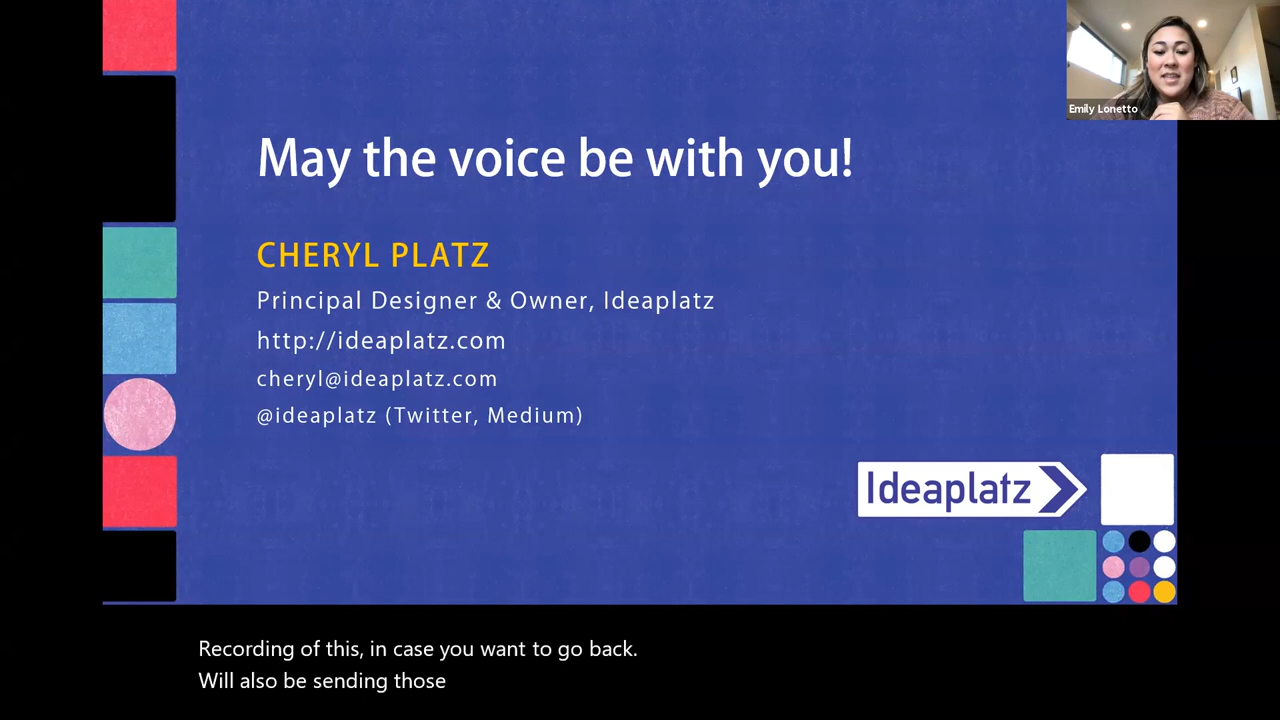 Emily Lonetto
May the voice be with you!
CHERYL PLATZ
Principal Designer & Owner, Ideaplatz
http://ideaplatz.com
cheryl@ideaplatz.com
@ideaplatz (Twitter, Medium)
Ideaplatz
Recording of this, in case you want to go back.
Will also be sending those